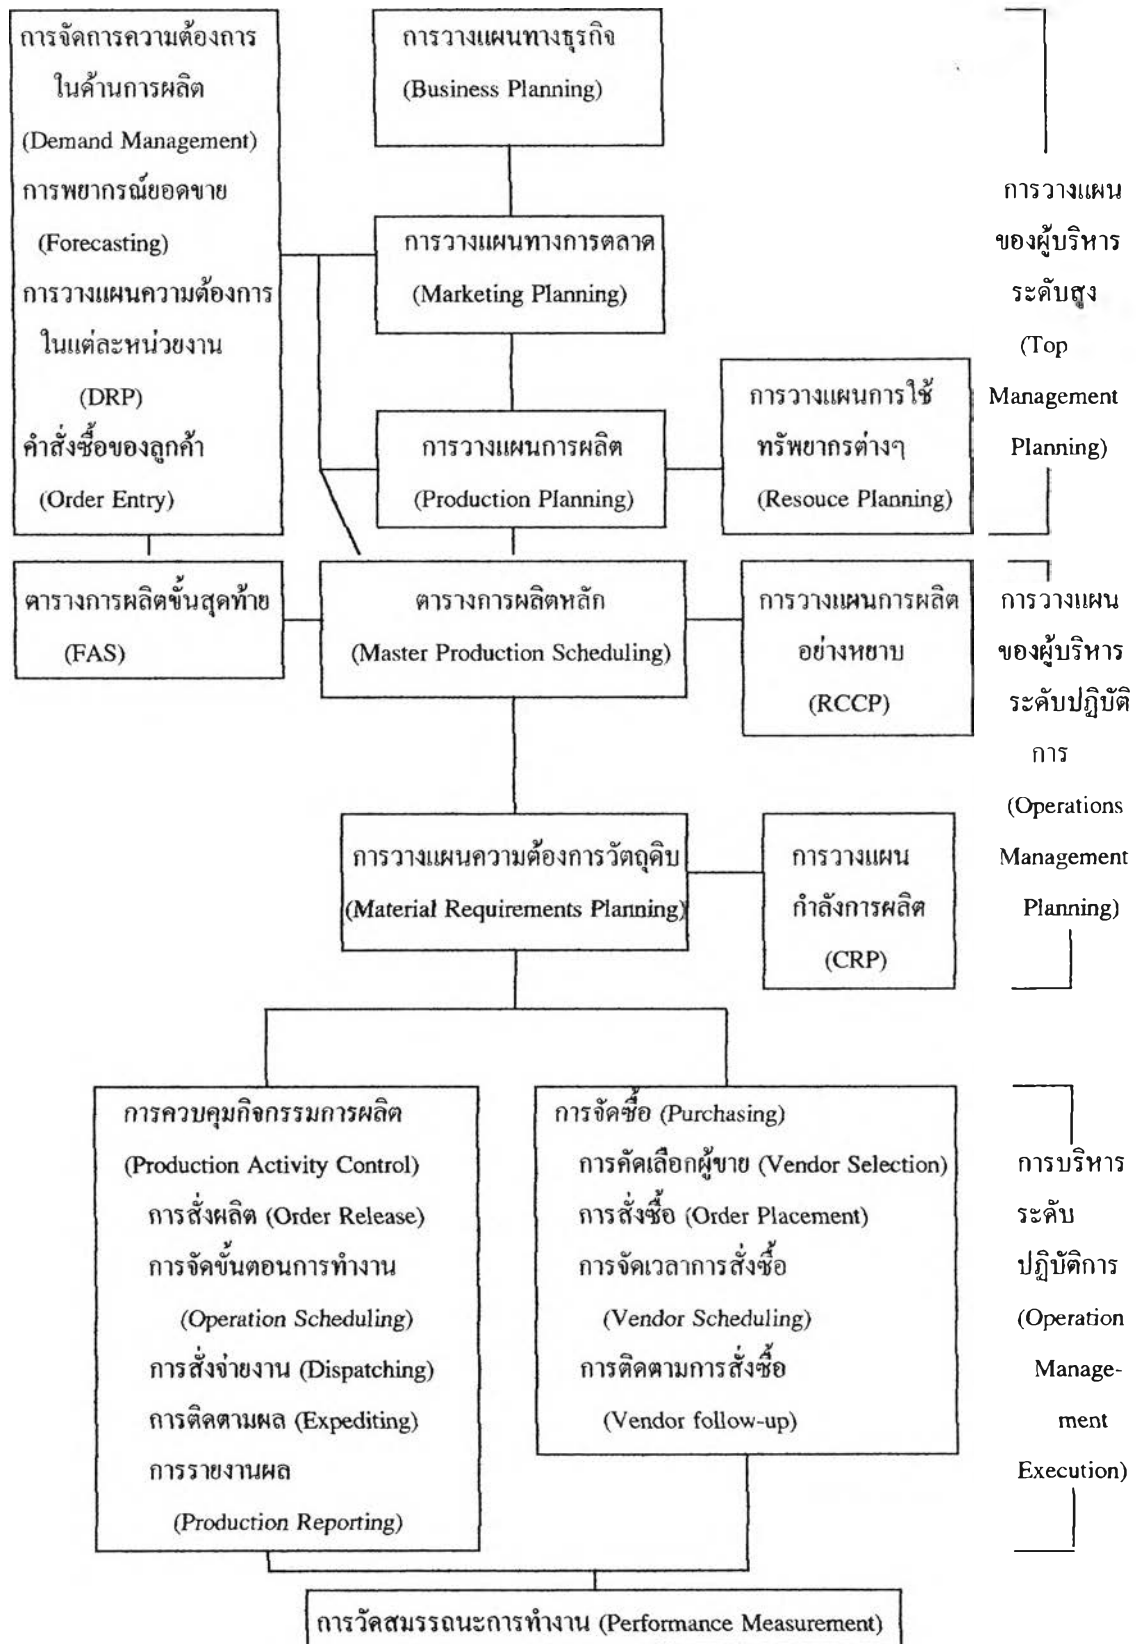 การจัดการความต้องการ
ในด้านการผลิต
(Demand Management)
การพยากรณ์ยอดขาย
(Forecasting)
การวางแผนความต้องการ
ในแต่ละหน่วยงาน
(DRP)
คำสั่งซื้อของลูกค้า
(Order Entry)
การวางแผนทางธุรกิจ
(Business Planning)
การวางแผนทางการตลาด
(Marketing Planning)
การวางแผนการผลิต
(Production Planning)
การวางแผนการใช้
ทรัพยากรต่างๆ
(Resouce Planning)
การวางแผน
ของผู้บริหาร
ระดับสูง
(Top
Management
Planning)
ตารางการผลิตขั้นสุดท้าย
(FAS)
ตารางการผลิตหลัก
(Master Production Scheduling)
การวางแผนการผลิต
อย่างหยาบ
(RCCP)
การวางแผนความต้องการวัตถุดิบ
(Material Requirements Planning)
การวางแผน
กำลังการผลิต
(CRP)
การวางแผน
ของผู้บริหาร
ระดับปฏิบัติ
การ
(Operations
Management
Planning)
การควบคุมกิจกรรมการผลิต
(Production Activity Control)
การสั่งผลิต (Order Release)
การจัดขั้นตอนการทำงาน
(Operation Scheduling)
การสั่งจ่ายงาน (Dispatching)
การติดตามผล (Expediting)
การรายงานผล
(Production Reporting)
การจัดซื้อ (Purchasing)
การคัดเลือกผู้ขาย (Vendor Selection)
การสั่งซื้อ (Order Placement)
การจัดเวลาการสั่งซื้อ
(Vendor Scheduling)
การติดตามการสั่งซื้อ
(Vendor follow-up)
การบริหาร
ระดับ
ปฏิบัติการ
(Operation
Manage-
ment
Execution)
การวัดสมรรถนะการทำงาน (Performance Measurement)